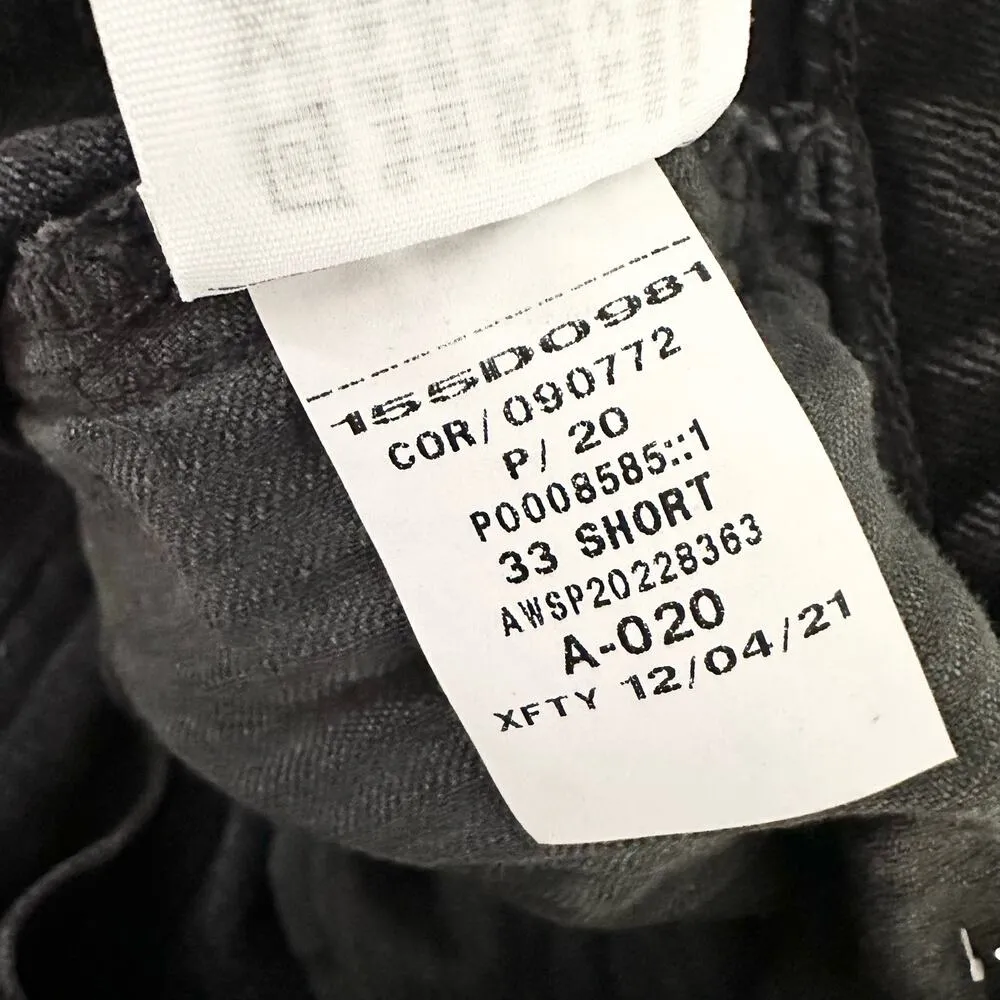 155D0981
COR/090772
P/ 20
P0008585::1
33 SHORT
AWSP20228363
A-020
XFTY 12/04/21